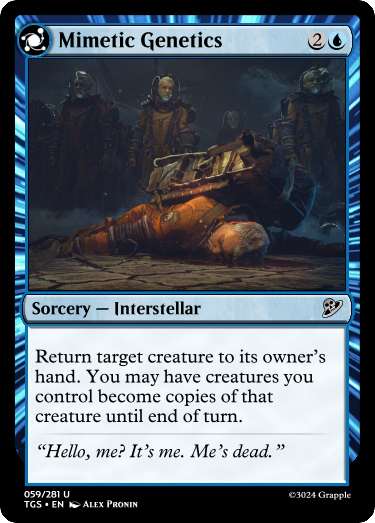 Mimetic Genetics 2
Sorcery — Interstellar
Return target creature to its owner's
hand. You may have creatures you
control become copies of that
creature until end of turn.
“Hello, me? It's me. Me's dead.”
059/281 U
TGS • EN Alex Pronin
©3024 Grapple